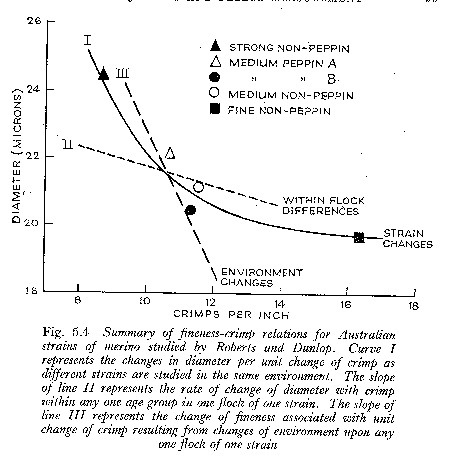 26
24
22
20
18
DIAMETER (MICRONS)
I
III
II
STRONG NON-PEPPIN
MEDIUM PEPPIN A
" " B
MEDIUM NON-PEPPIN
FINE NON-PEPPIN
WITHIN FLOCK
DIFFERENCES
STRAIN
CHANGES
ENVIRONMENT
CHANGES
8 10 12 14 16 18
CRIMPS PER INCH
Fig. 5.4 Summary of fineness-crimp relations for Australian
strains of merino studied by Roberts and Dunlop. Curve I
represents the changes in diameter per unit change of crimp as
different strains are studied in the same environment. The slope
of line II represents the rate of change of diameter with crimp
within any one age group in one flock of one strain. The slope of
line III represents the change of fineness associated with unit
change of crimp resulting from changes of environment upon any
one flock of one strain